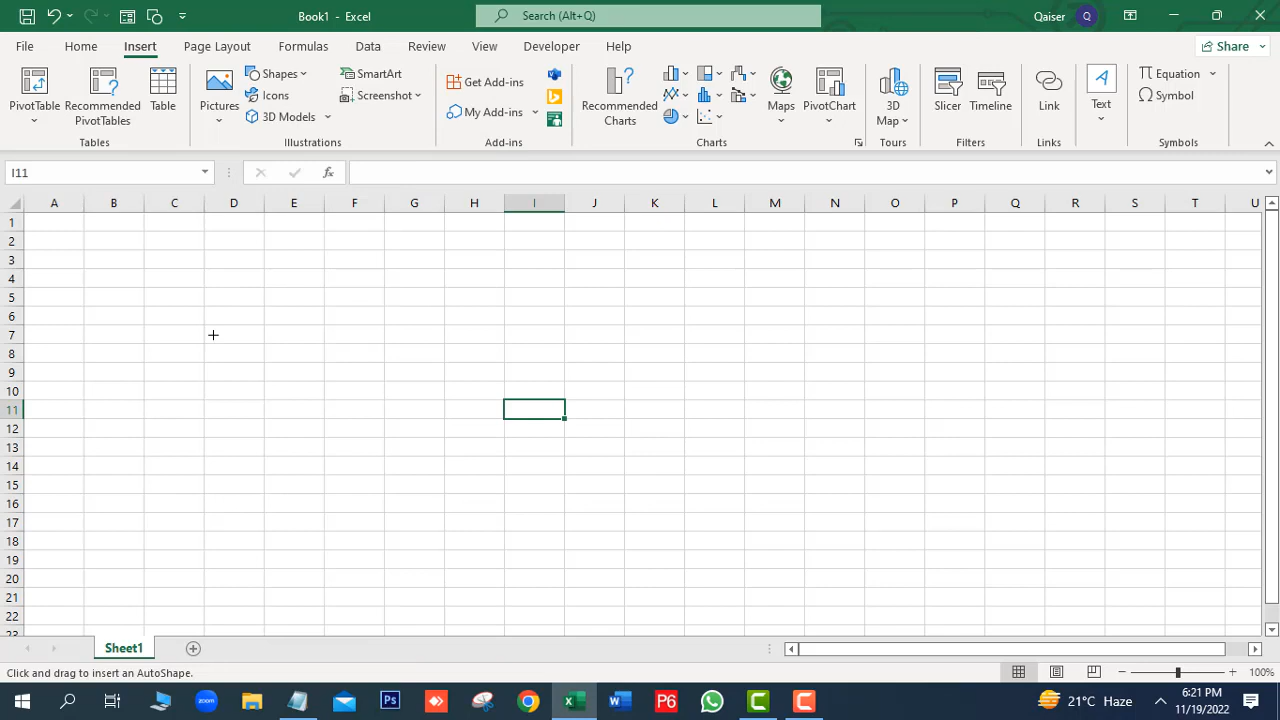 Book1 - Excel
Search (Alt+Q)
Qaiser Q
File Home Insert Page Layout Formulas Data Review View Developer Help Share
PivotTable
Recommended PivotTables
Table
Tables
Pictures
Shapes
Icons
3D Models
SmartArt
Screenshot
Illustrations
Get Add-ins
My Add-ins
Add-ins
Recommended Charts
Maps
PivotChart
Charts
3D Map
Tours
Slicer
Timeline
Filters
Link
Links
Text
Equation
Symbol
Symbols
I11
fx
A B C D E F G H I J K L M N O P Q R S T U
1
2
3
4
5
6
7
8
9
10
11
12
13
14
15
16
17
18
19
20
21
22
23
Sheet1
Click and drag to insert an AutoShape.
100%
zoom
Ps
P6
21°C Haze
6:21 PM
11/19/2022